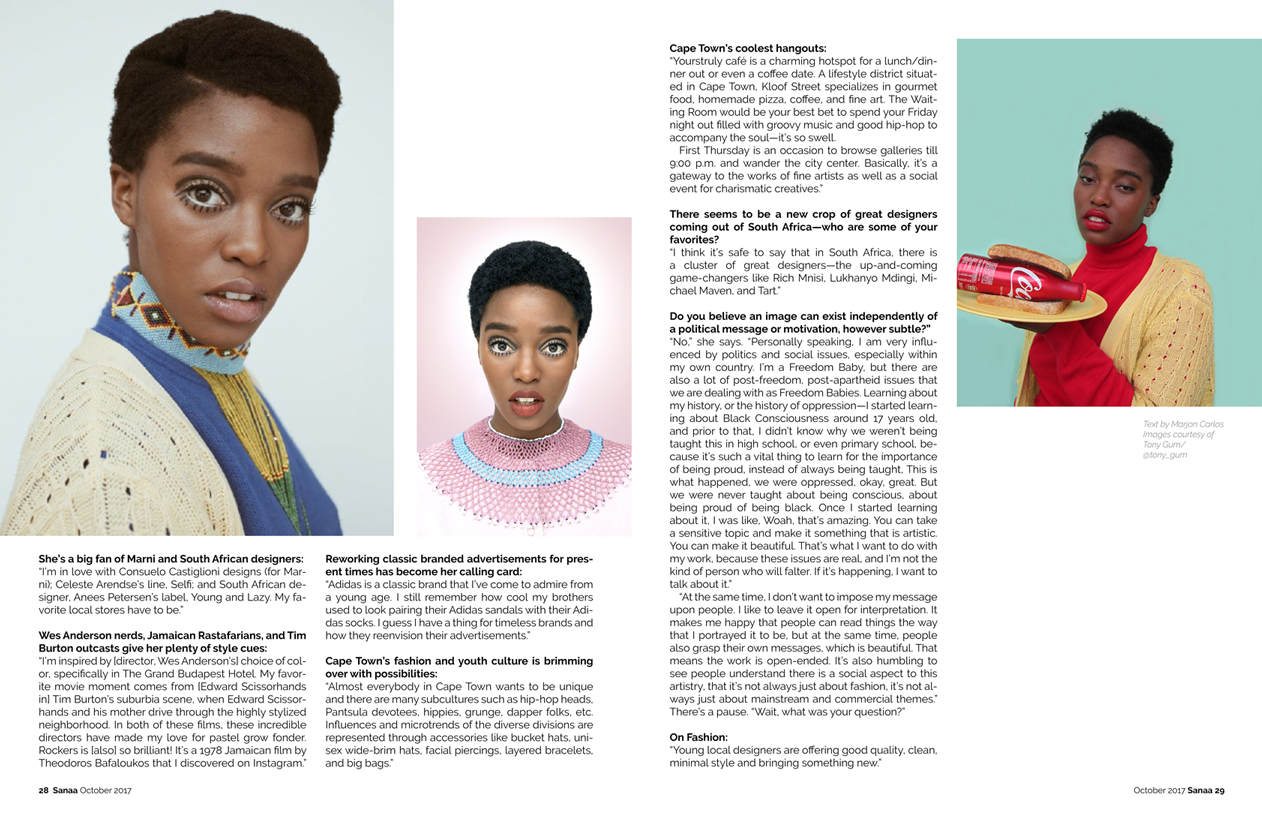 She's a big fan of Marni and South African designers:
"I'm in love with Consuelo Castiglioni designs (for Mar-
ni); Celeste Arendse's line, Selfi; and South African de-
signer, Anees Petersen's label, Young and Lazy. My fa-
vorite local stores have to be."
Wes Anderson nerds, Jamaican Rastafarians, and Tim
Burton outcasts give her plenty of style cues:
"I'm inspired by [director, Wes Anderson's] choice of col-
or, specifically in The Grand Budapest Hotel. My favor-
ite movie moment comes from [Edward Scissorhands
in] Tim Burton's suburbia scene, when Edward Scissor-
hands and his mother drive through the highly stylized
neighborhood. In both of these films, these incredible
directors have made my love for pastel grow fonder.
Rockers is [also] so brilliant! It's a 1978 Jamaican film by
Theodoros Bafaloukos that I discovered on Instagram."
Reworking classic branded advertisements for pres-
ent times has become her calling card:
"Adidas is a classic brand that I've come to admire from
a young age. I still remember how cool my brothers
used to look pairing their Adidas sandals with their Adi-
das socks. I guess I have a thing for timeless brands and
how they reenvision their advertisements."
Cape Town's fashion and youth culture is brimming
over with possibilities:
"Almost everybody in Cape Town wants to be unique
and there are many subcultures such as hip-hop heads,
Pantsula devotees, hippies, grunge, dapper folks, etc.
Influences and microtrends of the diverse divisions are
represented through accessories like bucket hats, uni-
sex wide-brim hats, facial piercings, layered bracelets,
and big bags."
28 Sanaa October 2017
Cape Town's coolest hangouts:
"Yourstruly café is a charming hotspot for a lunch/din-
ner out or even a coffee date. A lifestyle district situat-
ed in Cape Town, Kloof Street specializes in gourmet
food, homemade pizza, coffee, and fine art. The Wait-
ing Room would be your best bet to spend your Friday
night out filled with groovy music and good hip-hop to
accompany the soul—it's so swell.
First Thursday is an occasion to browse galleries till
9:00 p.m. and wander the city center. Basically, it's a
gateway to the works of fine artists as well as a social
event for charismatic creatives."
There seems to be a new crop of great designers
coming out of South Africa—who are some of your
favorites?
"I think it's safe to say that in South Africa, there is
a cluster of great designers—the up-and-coming
game-changers like Rich Mnisi, Lukhanyo Mdingi, Mi-
chael Maven, and Tart."
Do you believe an image can exist independently of
a political message or motivation, however subtle?"
"No," she says. "Personally speaking, I am very influ-
enced by politics and social issues, especially within
my own country. I'm a Freedom Baby, but there are
also a lot of post-freedom, post-apartheid issues that
we are dealing with as Freedom Babies. Learning about
my history, or the history of oppression—I started learn-
ing about Black Consciousness around 17 years old,
and prior to that, I didn't know why we weren't being
taught this in high school, or even primary school, be-
cause it's such a vital thing to learn for the importance
of being proud, instead of always being taught, This is
what happened, we were oppressed, okay, great. But
we were never taught about being conscious, about
being proud of being black. Once I started learning
about it, I was like, Woah, that's amazing. You can take
a sensitive topic and make it something that is artistic.
You can make it beautiful. That's what I want to do with
my work, because these issues are real, and I'm not the
kind of person who will falter. If it's happening, I want to
talk about it."
"At the same time, I don't want to impose my message
upon people. I like to leave it open for interpretation. It
makes me happy that people can read things the way
that I portrayed it to be, but at the same time, people
also grasp their own messages, which is beautiful. That
means the work is open-ended. It's also humbling to
see people understand there is a social aspect to this
artistry, that it's not always just about fashion, it's not al-
ways just about mainstream and commercial themes."
There's a pause. "Wait, what was your question?"
On Fashion:
"Young local designers are offering good quality, clean,
minimal style and bringing something new."
Text by Marjon Carlos
Images courtesy of
Tony Gum/
@tony_gum
October 2017 Sanaa 29